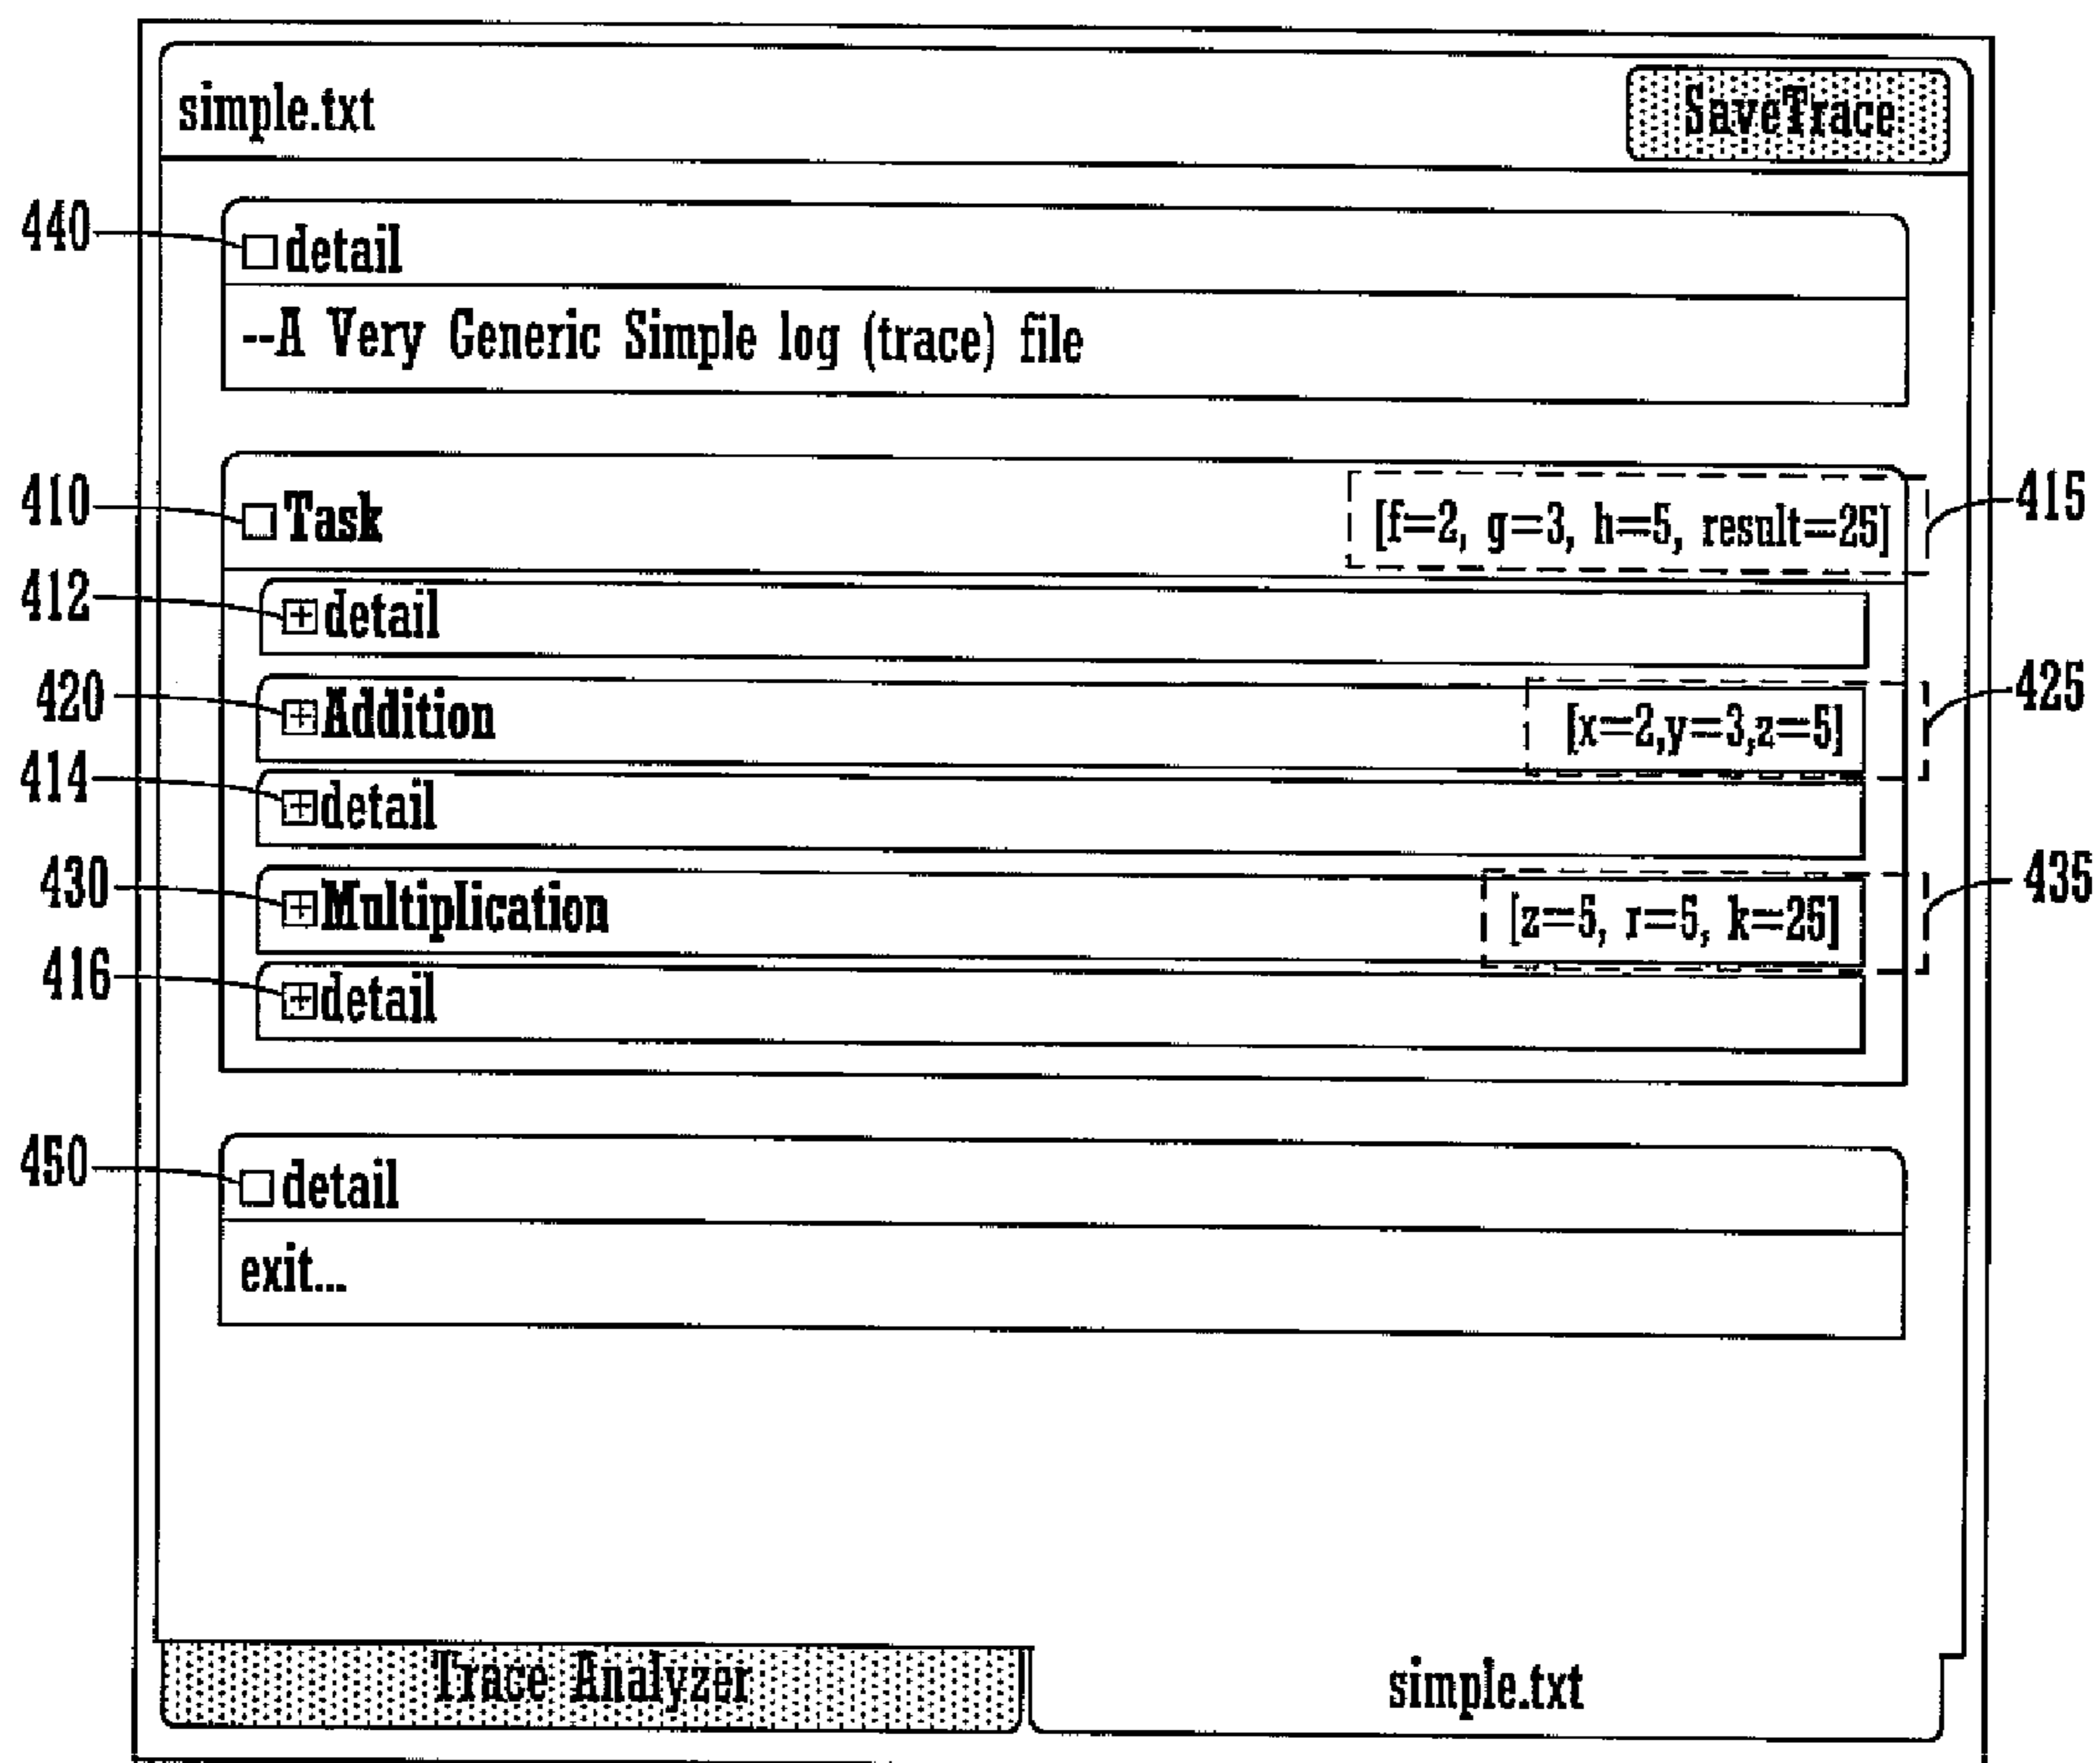 simple.txt
SaveTrace
440
detail
--A Very Generic Simple log (trace) file
410
Task
[f=2, g=3, h=5, result=25]
415
412
detail
420
Addition
[x=2,y=3,z=5]
425
414
detail
430
Multiplication
[z=5, r=5, k=25]
435
416
detail
450
detail
exit...
Trace Analyzer
simple.txt